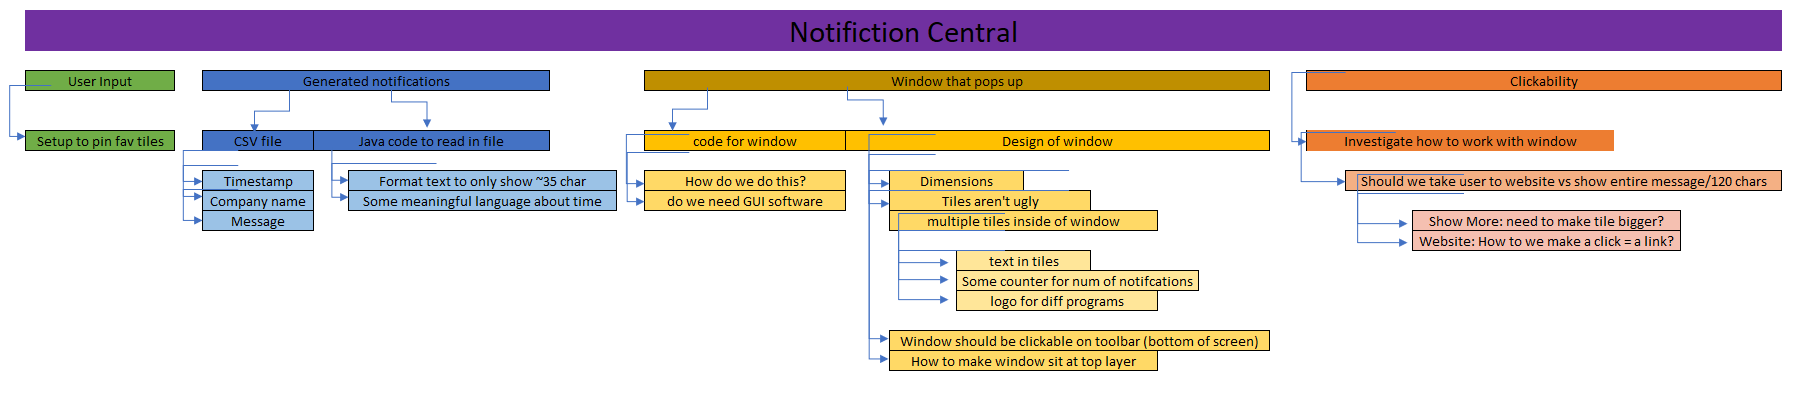 Notifiction Central
User Input
Generated notifications
Window that pops up
Clickability
Setup to pin fav tiles
CSV file
Java code to read in file
code for window
Design of window
Investigate how to work with window
Timestamp
Company name
Message
Format text to only show ~35 char
Some meaningful language about time
How do we do this?
do we need GUI software
Dimensions
Tiles aren't ugly
multiple tiles inside of window
text in tiles
Some counter for num of notifcations
logo for diff programs
Window should be clickable on toolbar (bottom of screen)
How to make window sit at top layer
Should we take user to website vs show entire message/120 chars
Show More: need to make tile bigger?
Website: How to we make a click = a link?